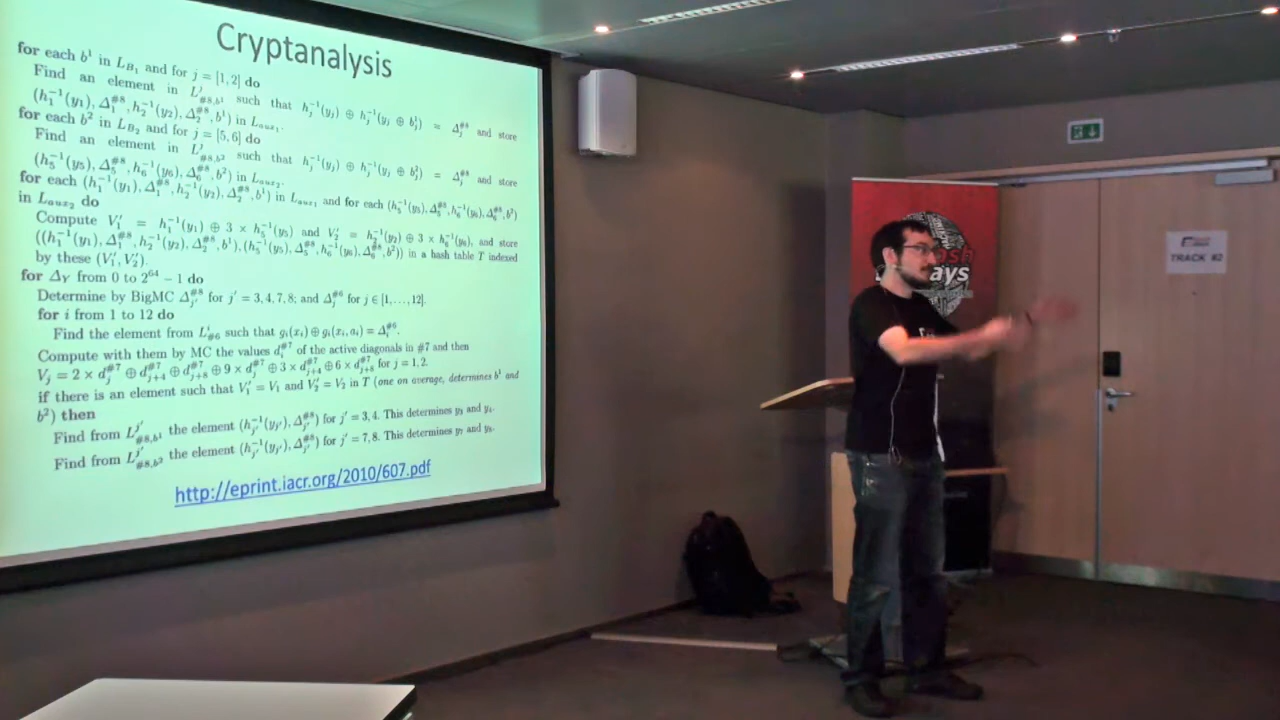 Cryptanalysis
for each b¹ in L_{B₁} and for j = [1, 2] do
Find an element in L^j_{#8,b¹} such that h_j^{-1}(y_j) ⊕ h_j^{-1}(y_j ⊕ b^1_j) = Δ_j^{#8} and store
(h_1^{-1}(y_1), Δ_1^{#8}, h_2^{-1}(y_2), Δ_2^{#8}, b¹) in L_{aux₁}.
for each b² in L_{B₂} and for j = [5, 6] do
Find an element in L^j_{#8,b²} such that h_j^{-1}(y_j) ⊕ h_j^{-1}(y_j ⊕ b^2_j) = Δ_j^{#8} and store
(h_5^{-1}(y_5), Δ_5^{#8}, h_6^{-1}(y_6), Δ_6^{#8}, b²) in L_{aux₂}.
for each (h_1^{-1}(y_1), Δ_1^{#8}, h_2^{-1}(y_2), Δ_2^{#8}, b¹) in L_{aux₁} and for each (h_5^{-1}(y_5), Δ_5^{#8}, h_6^{-1}(y_6), Δ_6^{#8}, b²)
in L_{aux₂} do
Compute V_1′ = h_1^{-1}(y_1) ⊕ 3 × h_5^{-1}(y_5) and V_2′ = h_2^{-1}(y_2) ⊕ 3 × h_6^{-1}(y_6), and store
((h_1^{-1}(y_1), Δ_1^{#8}, h_2^{-1}(y_2), Δ_2^{#8}, b¹), (h_5^{-1}(y_5), Δ_5^{#8}, h_6^{-1}(y_6), Δ_6^{#8}, b²)) in a hash table T indexed
by these (V_1′, V_2′).
for Δ_Y from 0 to 2^{64} − 1 do
Determine by BigMC Δ_{j′}^{#8} for j′ = 3, 4, 7, 8; and Δ_j^{#6} for j ∈ [1, …, 12].
for i from 1 to 12 do
Find the element from L^i_{#6} such that g_i(x_i) ⊕ g_i(x_i, a_i) = Δ_i^{#6}.
Compute with them by MC the values d_i^{#7} of the active diagonals in #7 and then
V_j = 2 × d_j^{#7} ⊕ d_{j+4}^{#7} ⊕ d_{j+8}^{#7} ⊕ 9 × d_j^{#7} ⊕ 3 × d_{j+4}^{#7} ⊕ 6 × d_{j+8}^{#7} for j = 1, 2.
if there is an element such that V_1′ = V_1 and V_2′ = V_2 in T (one on average, determines b¹ and
b²) then
Find from L^{j′}_{#8,b¹} the element (h_{j′}^{-1}(y_{j′}), Δ_{j′}^{#8}) for j′ = 3, 4. This determines y_3 and y_4.
Find from L^{j′}_{#8,b²} the element (h_{j′}^{-1}(y_{j′}), Δ_{j′}^{#8}) for j′ = 7, 8. This determines y_7 and y_8.
http://eprint.iacr.org/2010/607.pdf
ays
TRACK #2